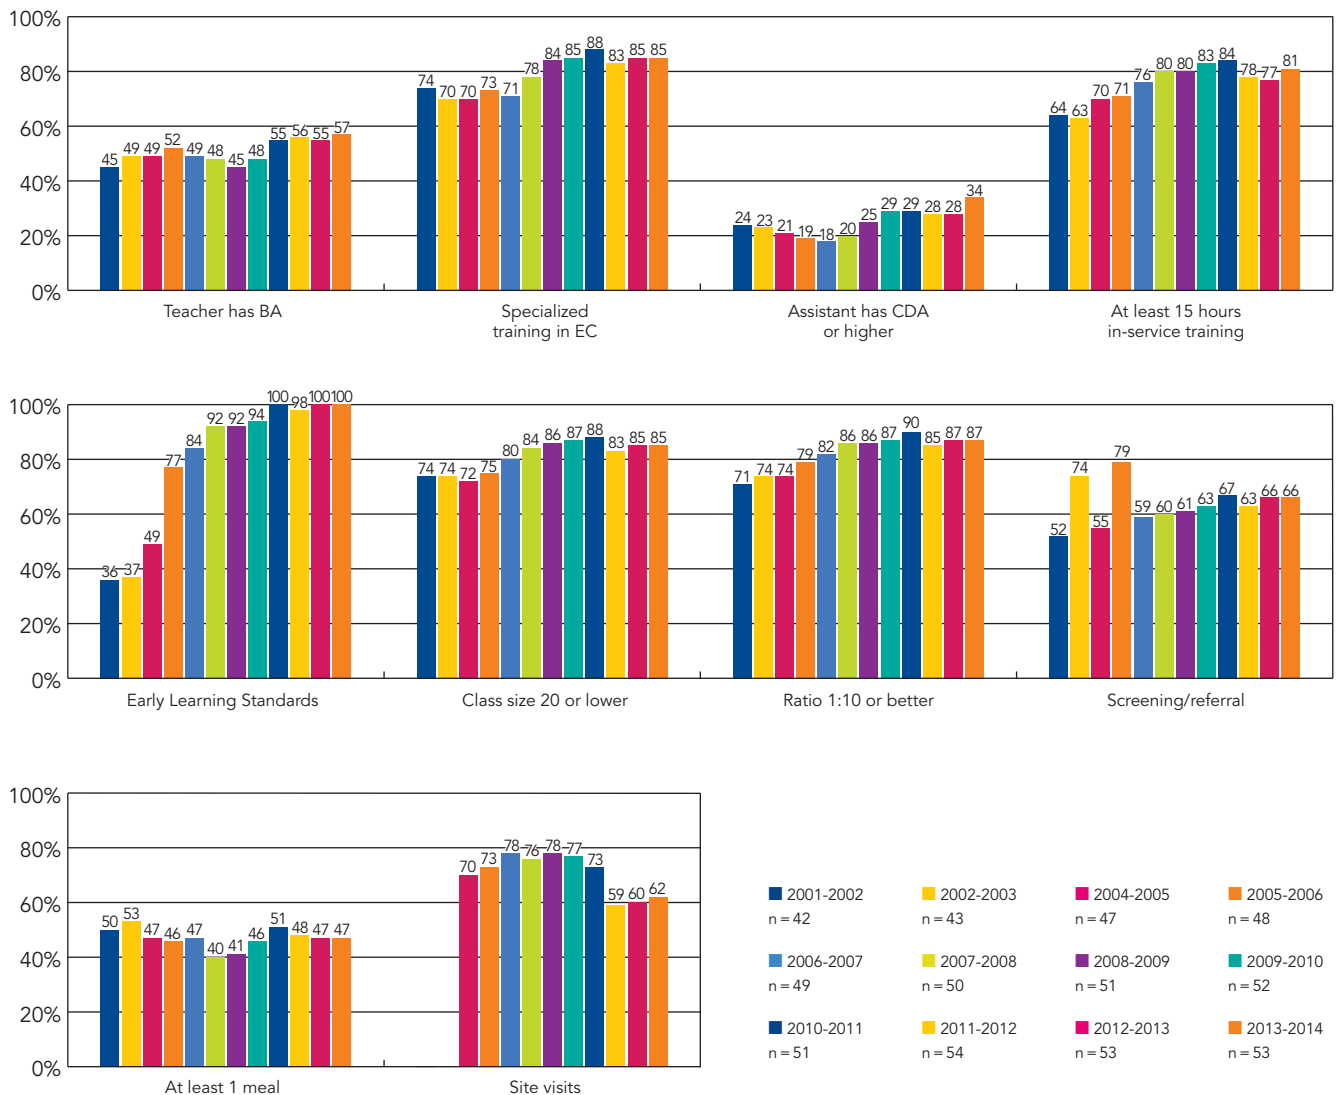 100%
80%
60%
40%
20%
0%
45 49 49 52 49 48 45 48 55 56 55 57
74 70 70 73 71 78 84 85 88 83 85 85
24 23 21 19 18 20 25 29 29 28 28 34
64 63 70 71 76 80 80 83 84 78 77 81
Teacher has BA
Specialized
training in EC
Assistant has CDA
or higher
At least 15 hours
in-service training
100%
80%
60%
40%
20%
0%
36 37 49 77 84 92 92 94 100 98 100 100
74 74 72 75 80 84 86 87 88 83 85 85
71 74 74 79 82 86 86 87 90 85 87 87
52 74 55 79 59 60 61 63 67 63 66 66
Early Learning Standards
Class size 20 or lower
Ratio 1:10 or better
Screening/referral
100%
80%
60%
40%
20%
0%
50 53 47 46 47 40 41 46 51 48 47 47
70 73 78 76 78 77 73 59 60 62
At least 1 meal
Site visits
2001-2002 2002-2003 2004-2005 2005-2006
n = 42 n = 43 n = 47 n = 48
2006-2007 2007-2008 2008-2009 2009-2010
n = 49 n = 50 n = 51 n = 52
2010-2011 2011-2012 2012-2013 2013-2014
n = 51 n = 54 n = 53 n = 53